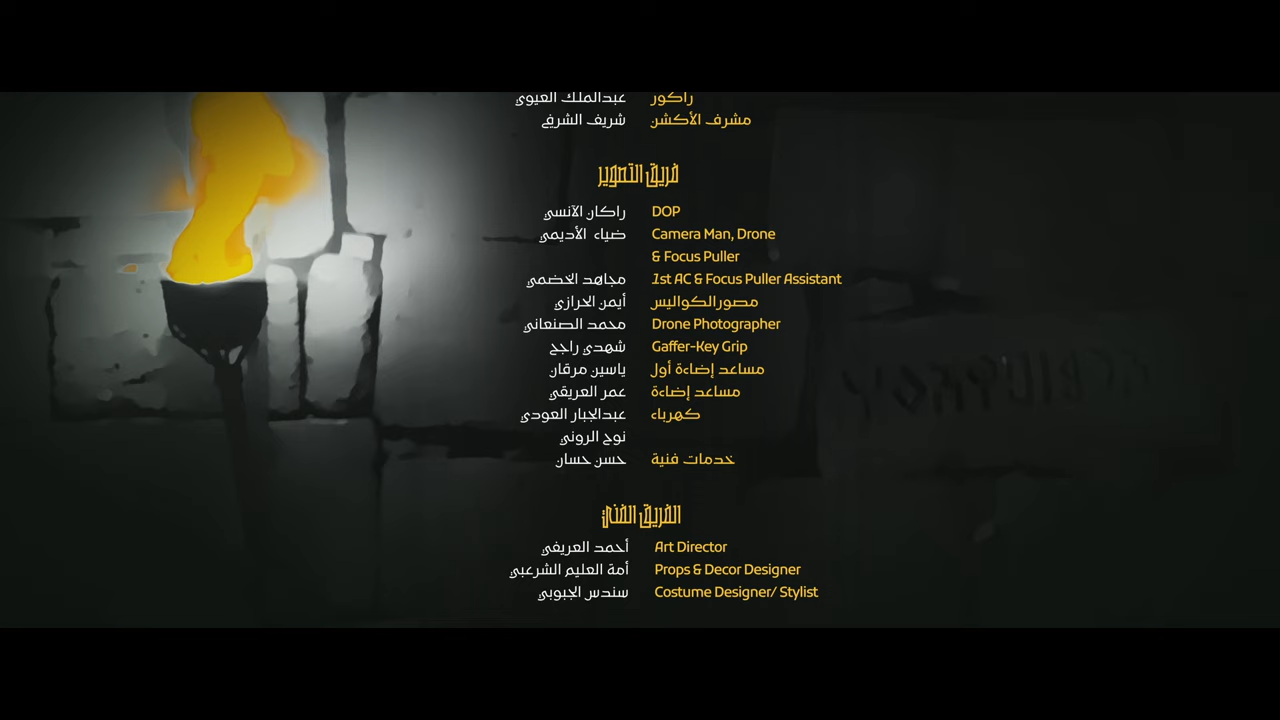 راكور عبدالملك العيوي
مشرف الأكشن شريف الشرفي
فريق التصوير
DOP راكان الآنسي
Camera Man, Drone ضياء الأديمي
& Focus Puller
1st AC & Focus Puller Assistant مجاهد الخضمي
مصورالكواليس أيمن الحرازي
Drone Photographer محمد الصنعاني
Gaffer-Key Grip شهدي راجح
مساعد إضاءة أول ياسين مرقان
مساعد إضاءة عمر العريقي
كهرباء عبدالجبار العودي
نوح الروني
خدمات فنية حسن حسان
الفريق الفني
Art Director أحمد العريفي
Props & Decor Designer أمة العليم الشرعبي
Costume Designer/ Stylist سندس الجبوبي